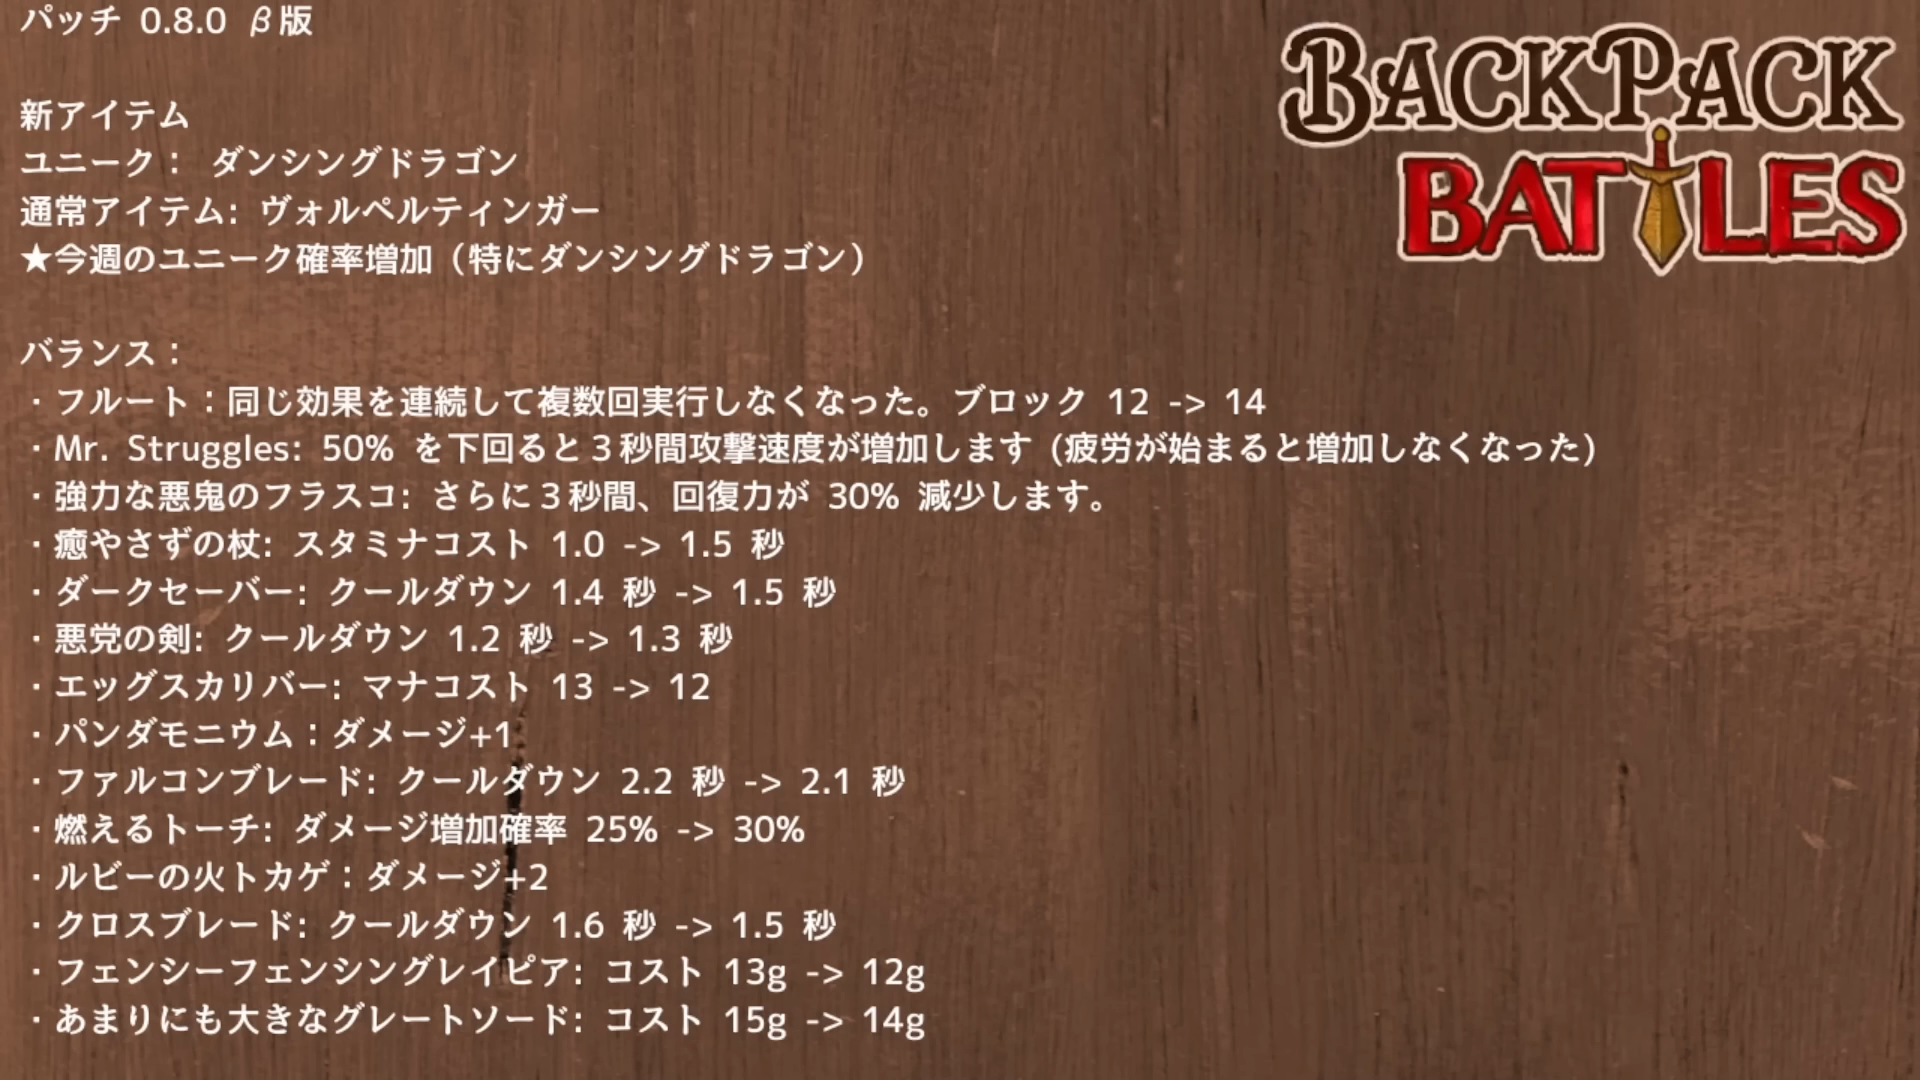 パッチ 0.8.0 β版
BACKPACK
BATTLES
新アイテム
ユニーク： ダンシングドラゴン
通常アイテム: ヴォルペルティンガー
★今週のユニーク確率増加（特にダンシングドラゴン）
バランス：
・フルート：同じ効果を連続して複数回実行しなくなった。ブロック 12 -> 14
・Mr. Struggles: 50% を下回ると３秒間攻撃速度が増加します (疲労が始まると増加しなくなった)
・強力な悪鬼のフラスコ: さらに３秒間、回復力が 30% 減少します。
・癒やさずの杖: スタミナコスト 1.0 -> 1.5 秒
・ダークセーバー: クールダウン 1.4 秒 -> 1.5 秒
・悪党の剣: クールダウン 1.2 秒 -> 1.3 秒
・エッグスカリバー: マナコスト 13 -> 12
・パンダモニウム：ダメージ+1
・ファルコンブレード: クールダウン 2.2 秒 -> 2.1 秒
・燃えるトーチ: ダメージ増加確率 25% -> 30%
・ルビーの火トカゲ：ダメージ+2
・クロスブレード: クールダウン 1.6 秒 -> 1.5 秒
・フェンシーフェンシングレイピア: コスト 13g -> 12g
・あまりにも大きなグレートソード: コスト 15g -> 14g